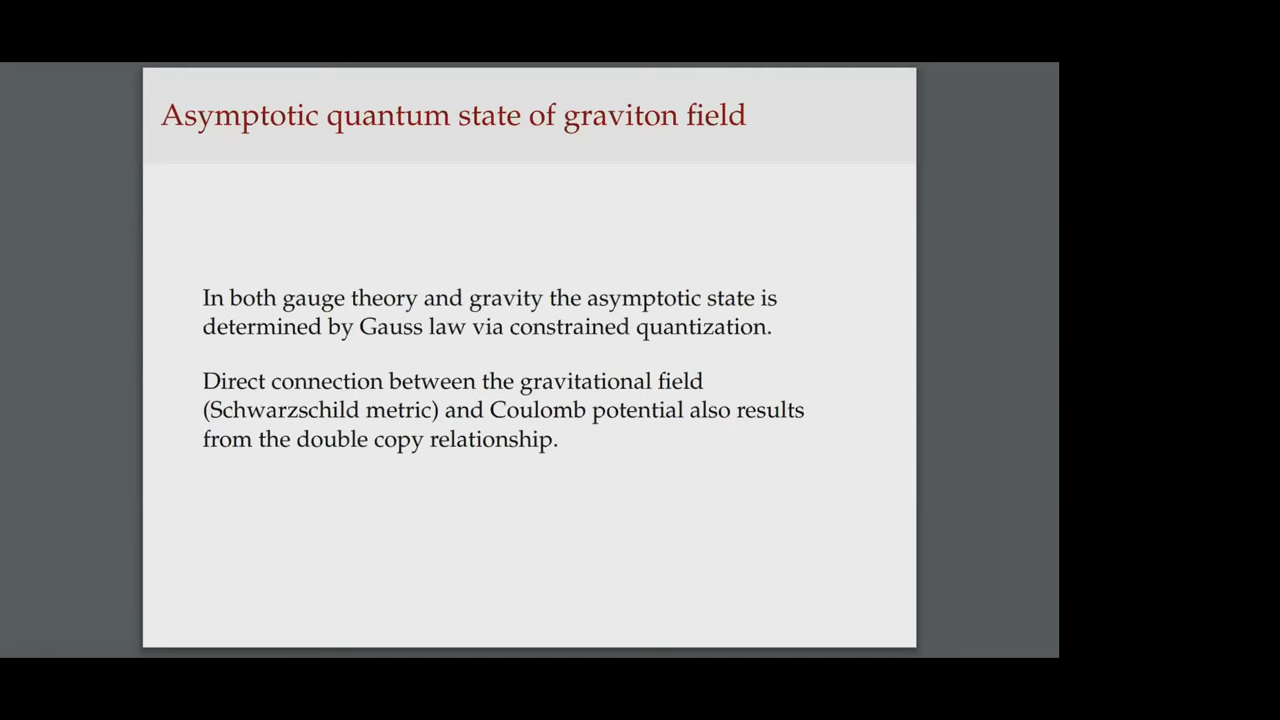 Asymptotic quantum state of graviton field
In both gauge theory and gravity the asymptotic state is
determined by Gauss law via constrained quantization.
Direct connection between the gravitational field
(Schwarzschild metric) and Coulomb potential also results
from the double copy relationship.